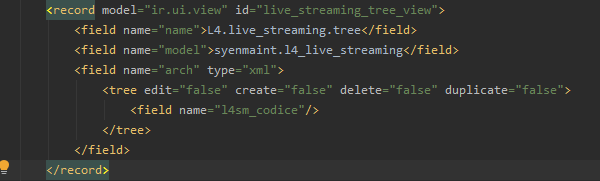 <record model="ir.ui.view" id="live_streaming_tree_view">
<field name="name">L4.live_streaming.tree</field>
<field name="model">syenmaint.l4_live_streaming</field>
<field name="arch" type="xml">
<tree edit="false" create="false" delete="false" duplicate="false">
<field name="l4sm_codice"/>
</tree>
</field>
</record>